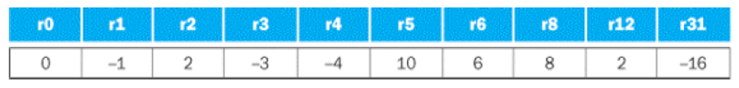 r0 r1 r2 r3 r4 r5 r6 r8 r12 r31
0 –1 2 –3 –4 10 6 8 2 –16